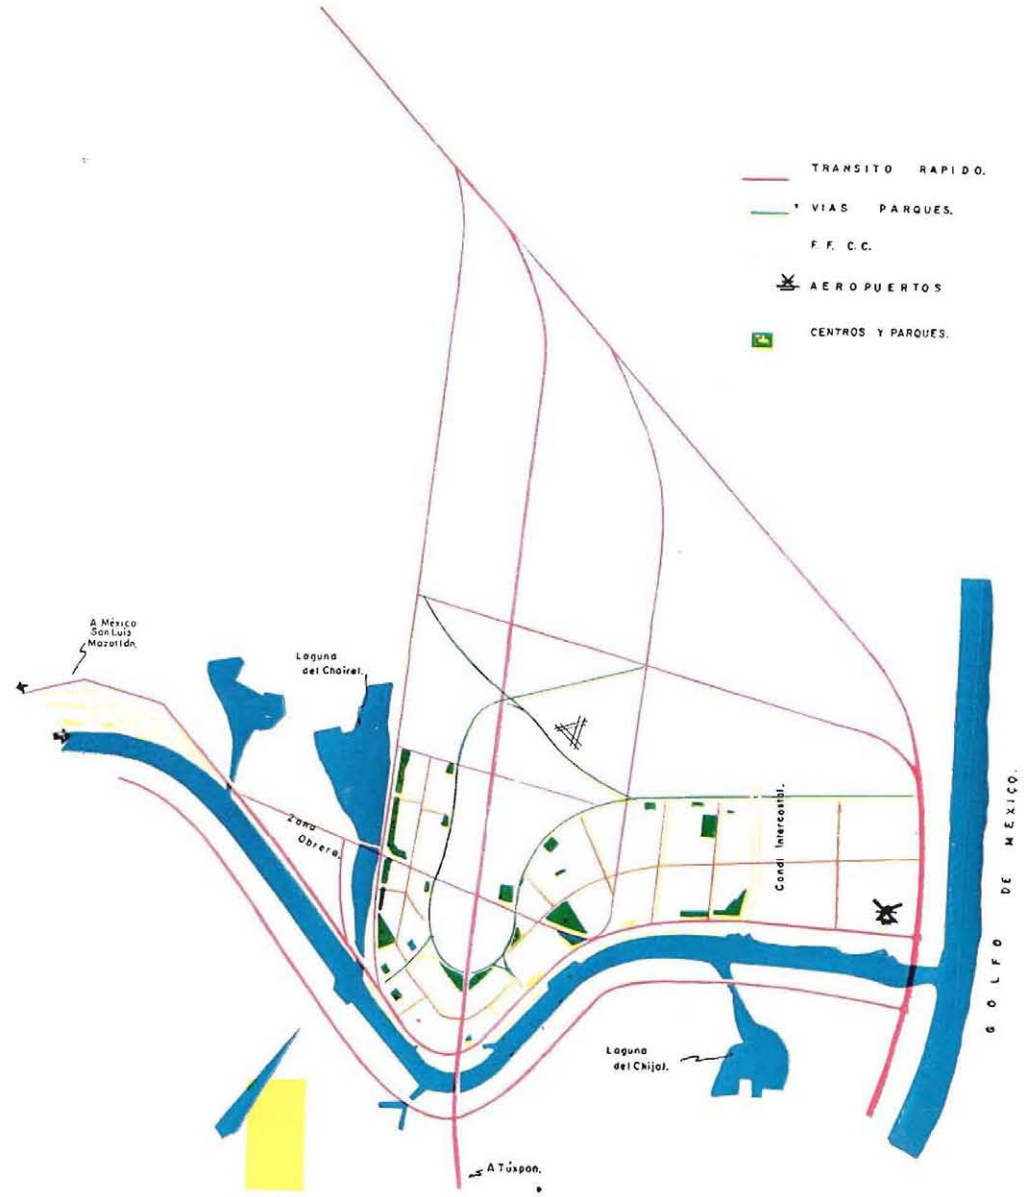 TRANSITO RAPIDO.
VIAS PARQUES.
F. F. C. C.
AEROPUERTOS
CENTROS Y PARQUES.
A México
San Luis
Mazatlán.
Laguna
del Chairel.
Zona
Obrera.
Canal Intercostal.
GOLFO DE MEXICO.
Laguna
del Chijol.
A Túxpan.